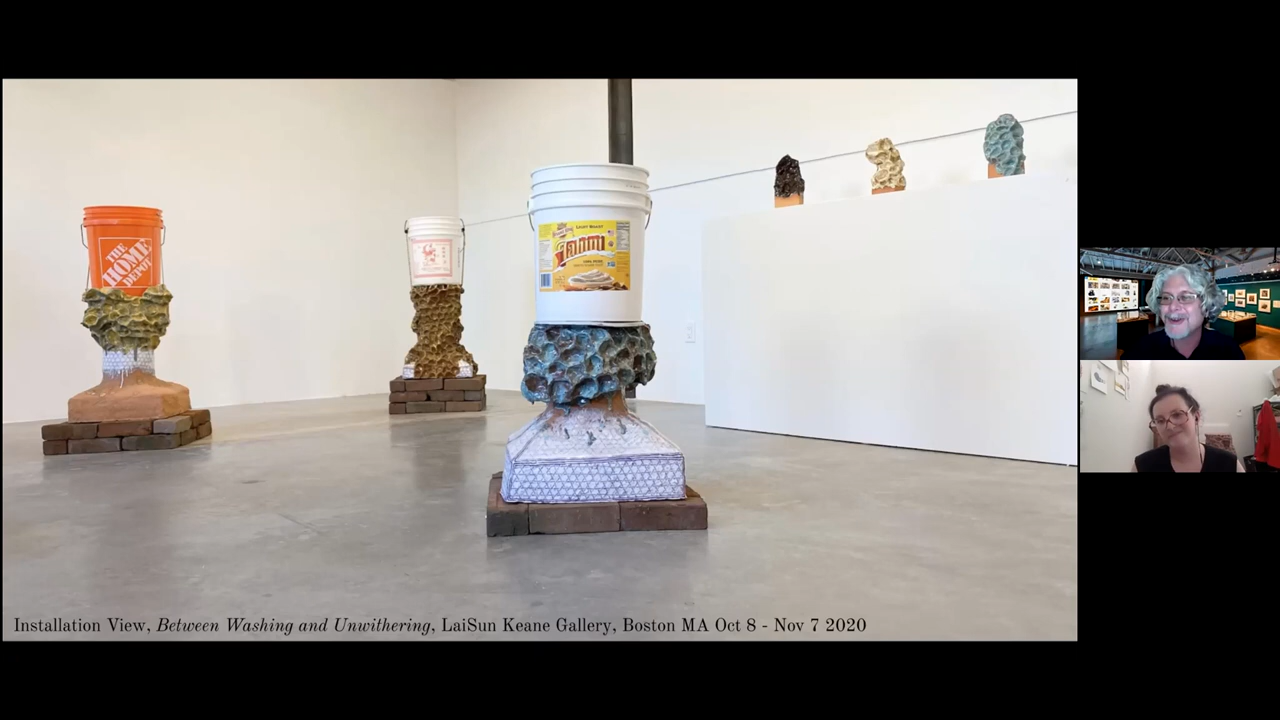 THE
HOME
DEPOT
Installation View, Between Washing and Unwithering, LaiSun Keane Gallery, Boston MA Oct 8 - Nov 7 2020